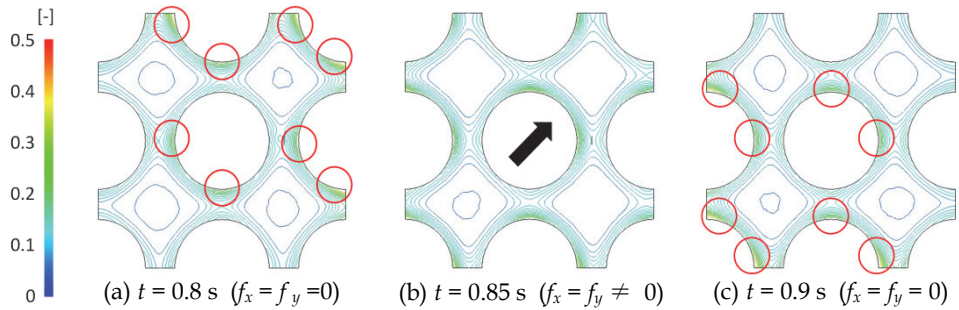 [-]
0.5
0.4
0.3
0.2
0.1
0
(a) t = 0.8 s (fx = fy =0)
(b) t = 0.85 s (fx = fy ≠ 0)
(c) t = 0.9 s (fx = fy = 0)